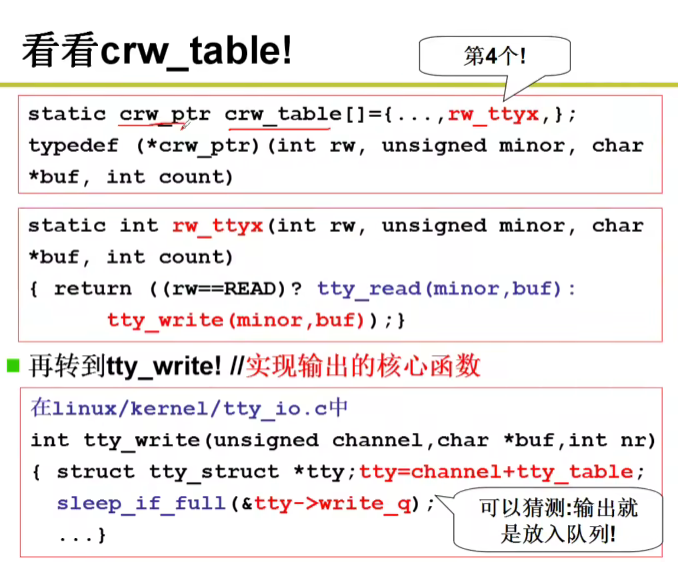 看看crw_table!
第4个!
static crw_ptr crw_table[]={...,rw_ttyx,};
typedef (*crw_ptr)(int rw, unsigned minor, char
*buf, int count)
static int rw_ttyx(int rw, unsigned minor, char
*buf, int count)
{ return ((rw==READ)? tty_read(minor,buf):
tty_write(minor,buf));}
再转到tty_write! //实现输出的核心函数
在linux/kernel/tty_io.c中
int tty_write(unsigned channel,char *buf,int nr)
{ struct tty_struct *tty;tty=channel+tty_table;
sleep_if_full(&tty->write_q);
...}
可以猜测:输出就
是放入队列!